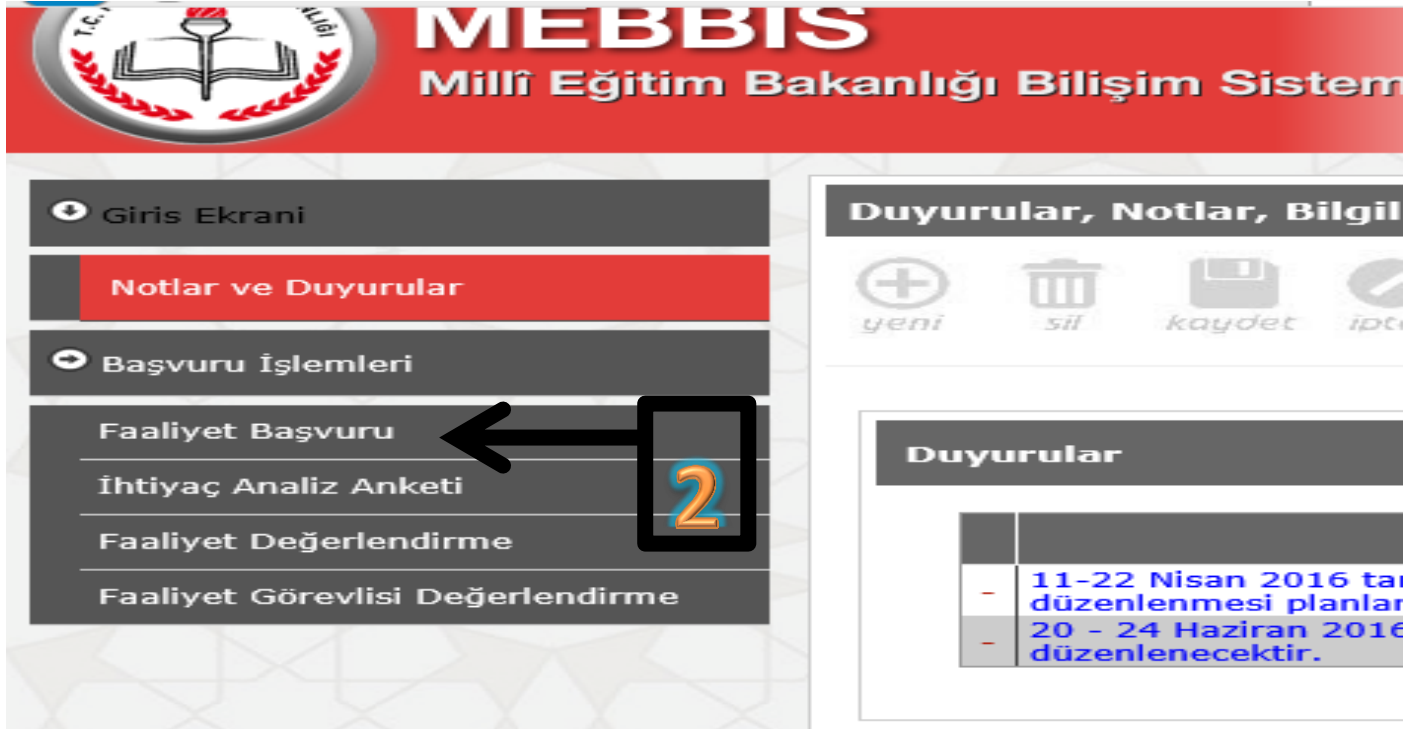 T.C.
MEBBIS
Millî Eğitim Bakanlığı Bilişim Sistem
Giris Ekrani
Notlar ve Duyurular
Başvuru İşlemleri
Faaliyet Başvuru
İhtiyaç Analiz Anketi
Faaliyet Değerlendirme
Faaliyet Görevlisi Değerlendirme
2
Duyurular, Notlar, Bilgil
yeni sil kaydet
Duyurular
- 11-22 Nisan 2016 tar
düzenlenmesi planlan
- 20 - 24 Haziran 2016
düzenlenecektir.